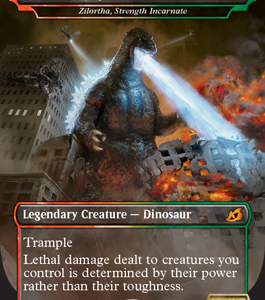 Zilortha, Strength Incarnate
Legendary Creature — Dinosaur
Trample
Lethal damage dealt to creatures you
control is determined by their power
rather than their toughness.